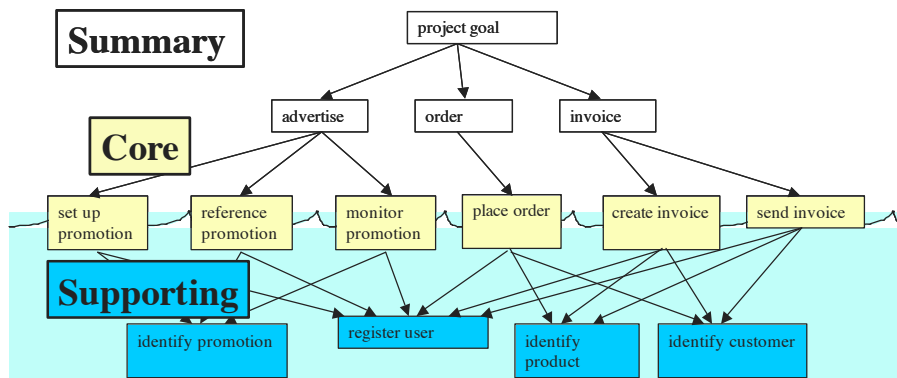 Summary
project goal
advertise
order
invoice
Core
set up
promotion
reference
promotion
monitor
promotion
place order
create invoice
send invoice
Supporting
identify promotion
register user
identify
product
identify customer